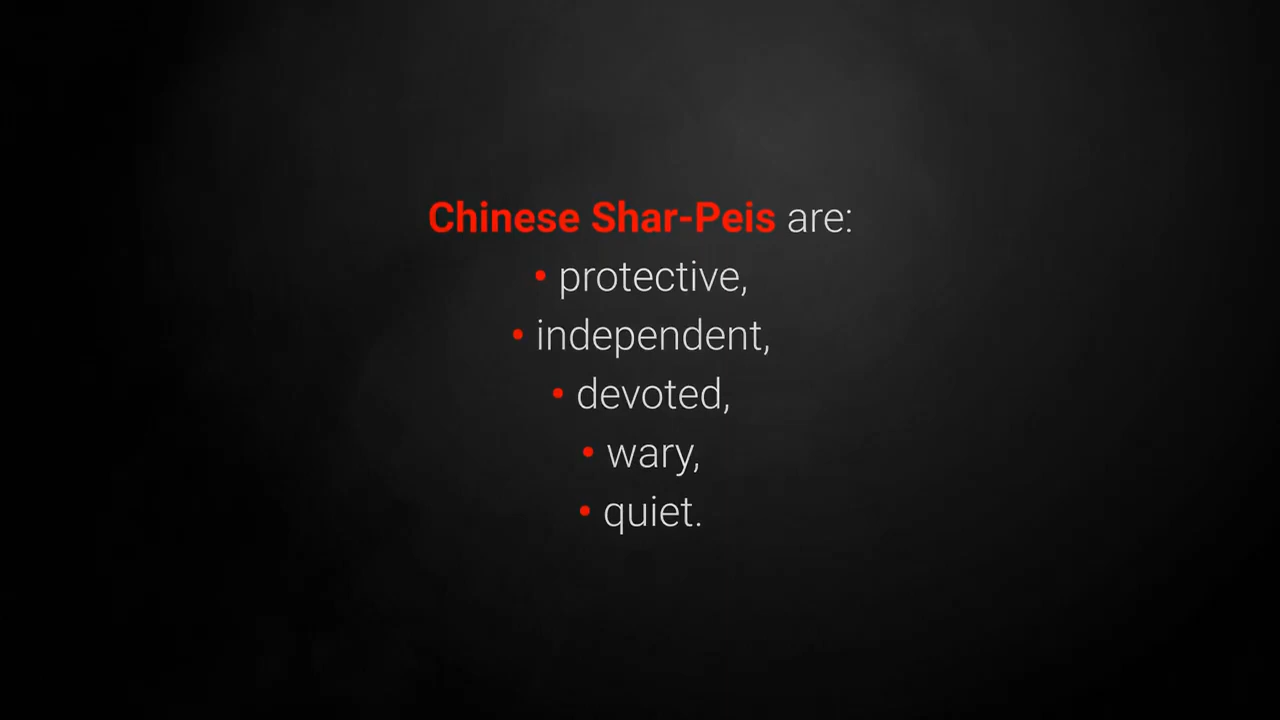 Chinese Shar-Peis are:
• protective,
• independent,
• devoted,
• wary,
• quiet.